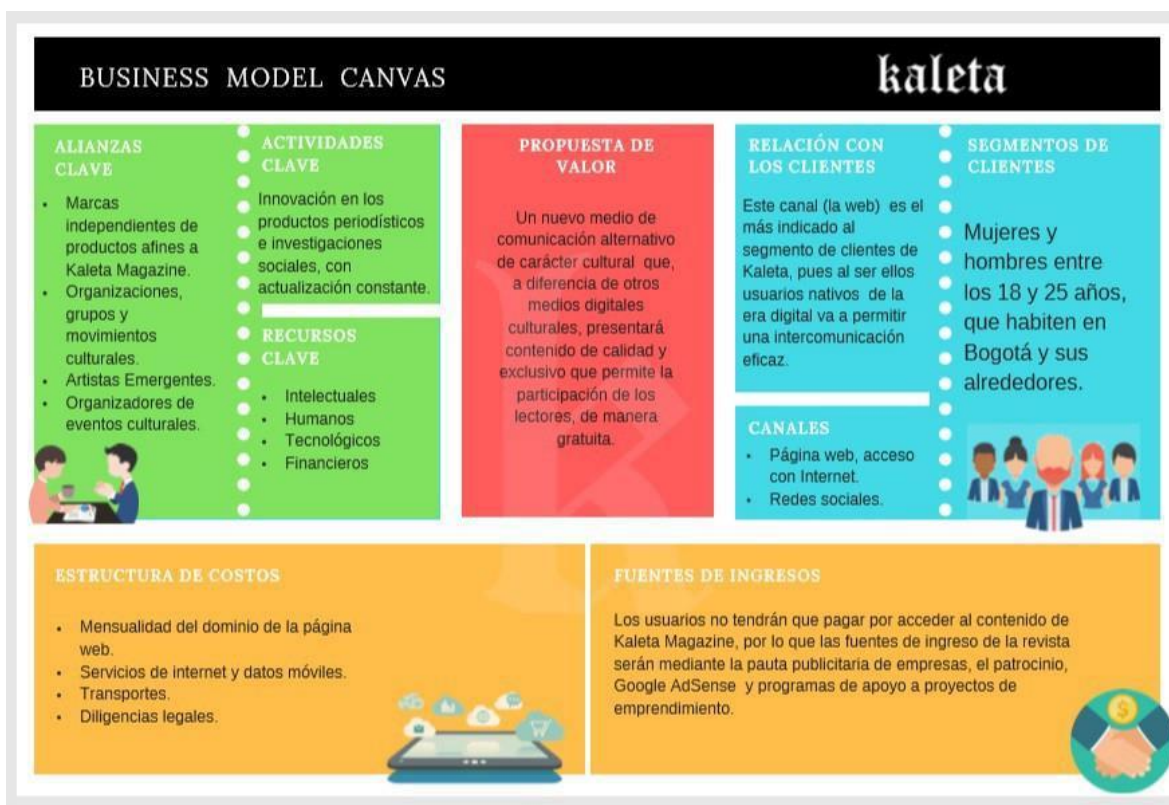 BUSINESS MODEL CANVAS
kaleta
ALIANZAS
CLAVE
• Marcas
independientes de
productos afines a
Kaleta Magazine.
• Organizaciones,
grupos y
movimientos
culturales.
• Artistas Emergentes.
• Organizadores de
eventos culturales.
ACTIVIDADES
CLAVE
Innovación en los
productos periodísticos
e investigaciones
sociales, con
actualización constante.
RECURSOS
CLAVE
• Intelectuales
• Humanos
• Tecnológicos
• Financieros
PROPUESTA DE
VALOR
Un nuevo medio de
comunicación alternativo
de carácter cultural que,
a diferencia de otros
medios digitales
culturales, presentará
contenido de calidad y
exclusivo que permite la
participación de los
lectores, de manera
gratuita.
RELACIÓN CON
LOS CLIENTES
Este canal (la web) es el
más indicado al
segmento de clientes de
Kaleta, pues al ser ellos
usuarios nativos de la
era digital va a permitir
una intercomunicación
eficaz.
CANALES
• Página web, acceso
con Internet.
• Redes sociales.
SEGMENTOS DE
CLIENTES
Mujeres y
hombres entre
los 18 y 25 años,
que habiten en
Bogotá y sus
alrededores.
ESTRUCTURA DE COSTOS
• Mensualidad del dominio de la página
web.
• Servicios de internet y datos móviles.
• Transportes.
• Diligencias legales.
FUENTES DE INGRESOS
Los usuarios no tendrán que pagar por acceder al contenido de
Kaleta Magazine, por lo que las fuentes de ingreso de la revista
serán mediante la pauta publicitaria de empresas, el patrocinio,
Google AdSense y programas de apoyo a proyectos de
emprendimiento.